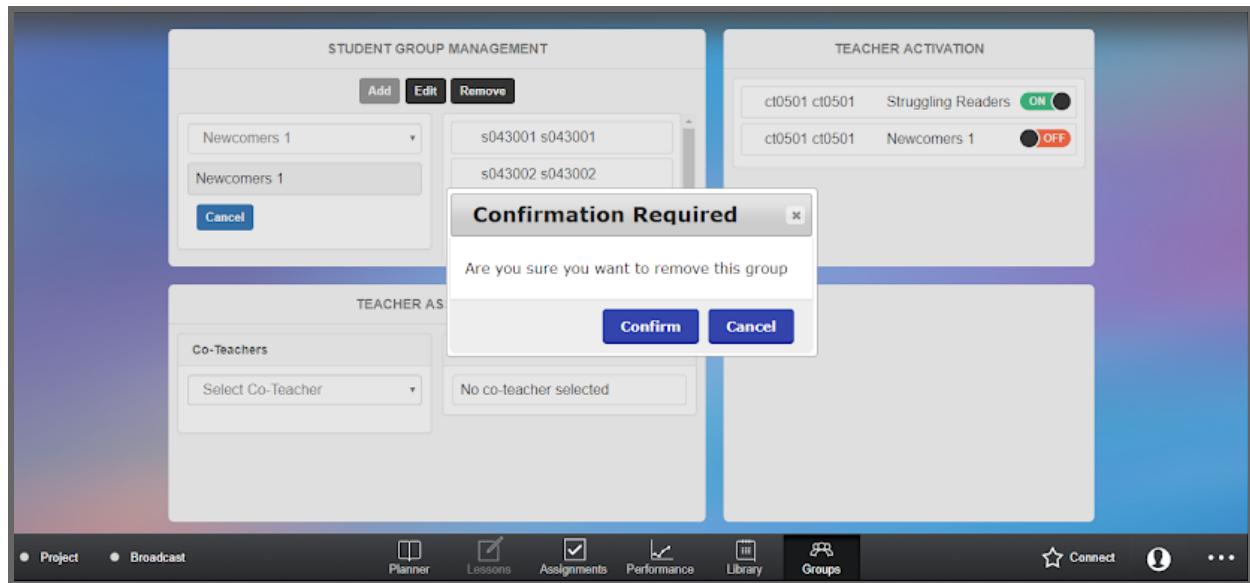 STUDENT GROUP MANAGEMENT
Add Edit Remove
Newcomers 1
Newcomers 1
Cancel
s043001 s043001
s043002 s043002
TEACHER ACTIVATION
ct0501 ct0501 Struggling Readers ON
ct0501 ct0501 Newcomers 1 OFF
Confirmation Required
Are you sure you want to remove this group
Confirm Cancel
TEACHER AS
Co-Teachers
Select Co-Teacher
No co-teacher selected
Project Broadcast Planner Lessons Assignments Performance Library Groups Connect